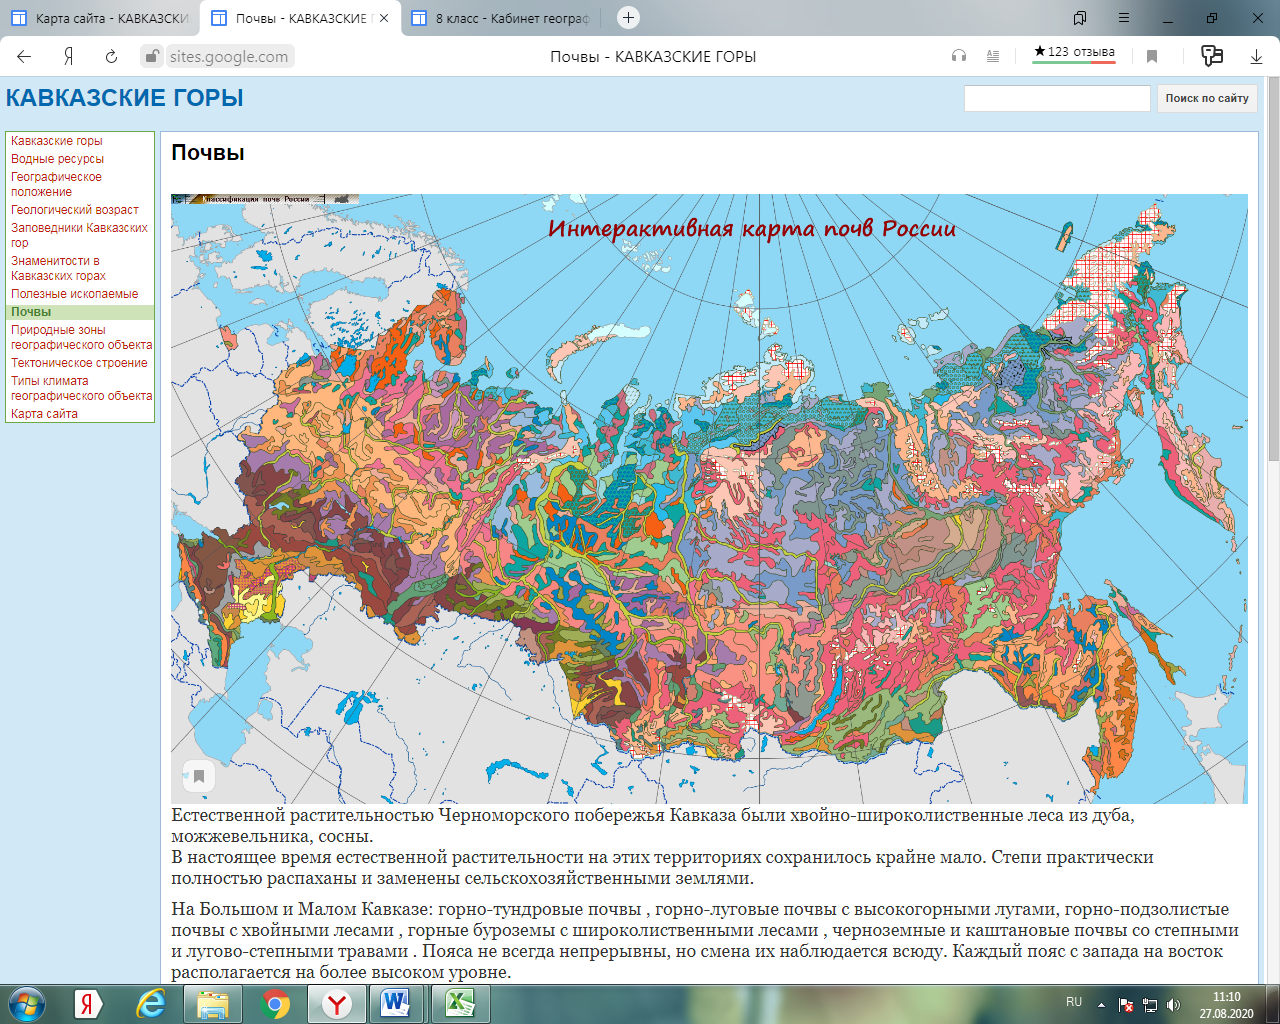 Карта сайта - КАВКАЗСКИ
Почвы - КАВКАЗСКИЕ Г
8 класс - Кабинет географ
sites.google.com
Почвы - КАВКАЗСКИЕ ГОРЫ
★123 отзыва
КАВКАЗСКИЕ ГОРЫ
Поиск по сайту
Кавказские горы
Водные ресурсы
Географическое
положение
Геологический возраст
Заповедники Кавказских
гор
Знаменитости в
Кавказских горах
Полезные ископаемые
Почвы
Природные зоны
географического объекта
Тектоническое строение
Типы климата
географического объекта
Карта сайта
Почвы
Классификация почв России
Интерактивная карта почв России
Естественной растительностью Черноморского побережья Кавказа были хвойно-широколиственные леса из дуба,
можжевельника, сосны.
В настоящее время естественной растительности на этих территориях сохранилось крайне мало. Степи практически
полностью распаханы и заменены сельскохозяйственными землями.
На Большом и Малом Кавказе: горно-тундровые почвы , горно-луговые почвы с высокогорными лугами, горно-подзолистые
почвы с хвойными лесами , горные буроземы с широколиственными лесами , черноземные и каштановые почвы со степными
и лугово-степными травами . Пояса не всегда непрерывны, но смена их наблюдается всюду. Каждый пояс с запада на восток
располагается на более высоком уровне.
RU
11:10
27.08.2020